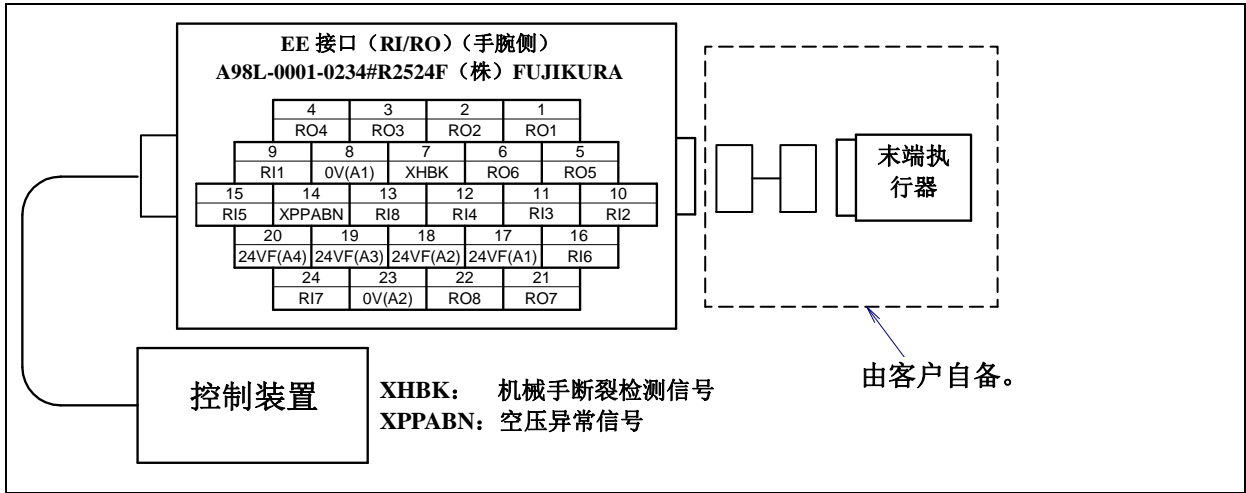 EE 接口（RI/RO）（手腕侧）
A98L-0001-0234#R2524F（株）FUJIKURA
4 3 2 1
RO4 RO3 RO2 RO1
9 8 7 6 5
RI1 0V(A1) XHBK RO6 RO5
15 14 13 12 11 10
RI5 XPPABN RI8 RI4 RI3 RI2
20 19 18 17 16
24VF(A4) 24VF(A3) 24VF(A2) 24VF(A1) RI6
24 23 22 21
RI7 0V(A2) RO8 RO7
末端执
行器
由客户自备。
控制装置
XHBK： 机械手断裂检测信号
XPPABN：空压异常信号